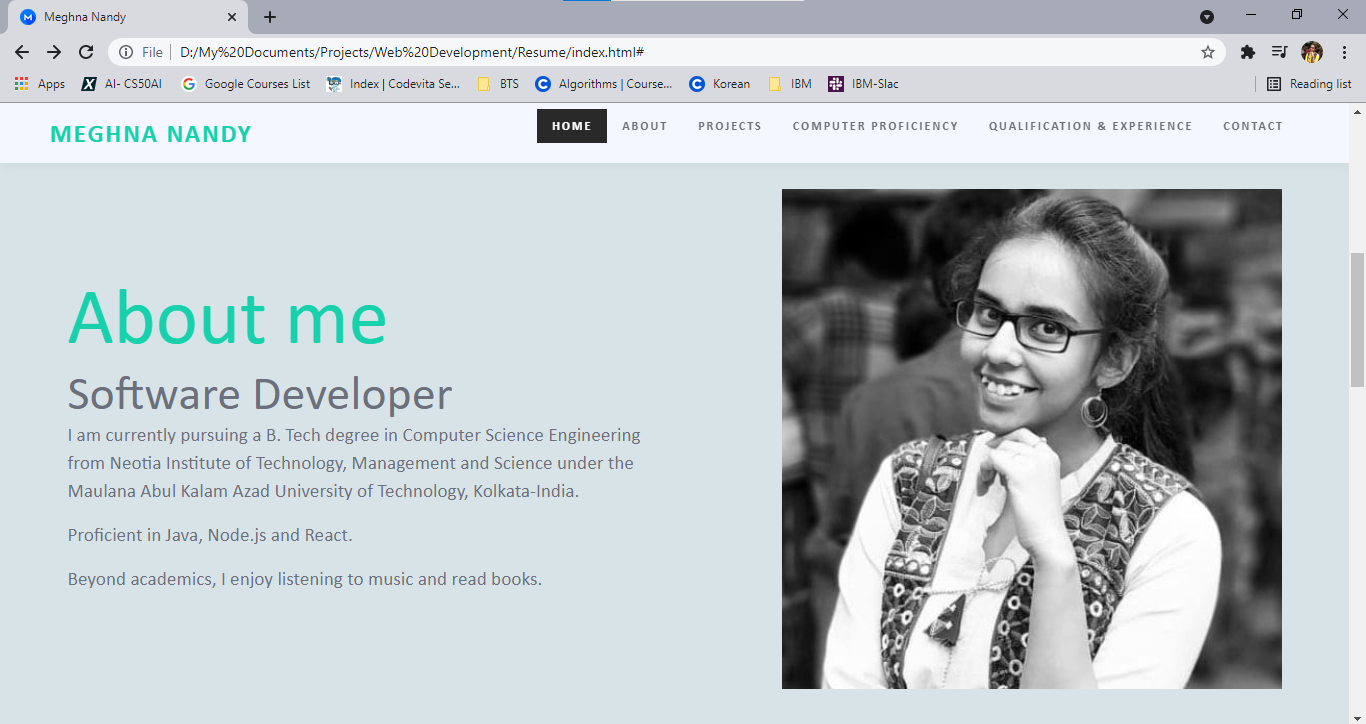 Meghna Nandy
File
D:/My%20Documents/Projects/Web%20Development/Resume/index.html#
Apps
AI- CS50AI
Google Courses List
Index | Codevita Se...
BTS
Algorithms | Course...
Korean
IBM
IBM-Slac
Reading list
MEGHNA NANDY
HOME
ABOUT
PROJECTS
COMPUTER PROFICIENCY
QUALIFICATION & EXPERIENCE
CONTACT
About me
Software Developer
I am currently pursuing a B. Tech degree in Computer Science Engineering
from Neotia Institute of Technology, Management and Science under the
Maulana Abul Kalam Azad University of Technology, Kolkata-India.
Proficient in Java, Node.js and React.
Beyond academics, I enjoy listening to music and read books.